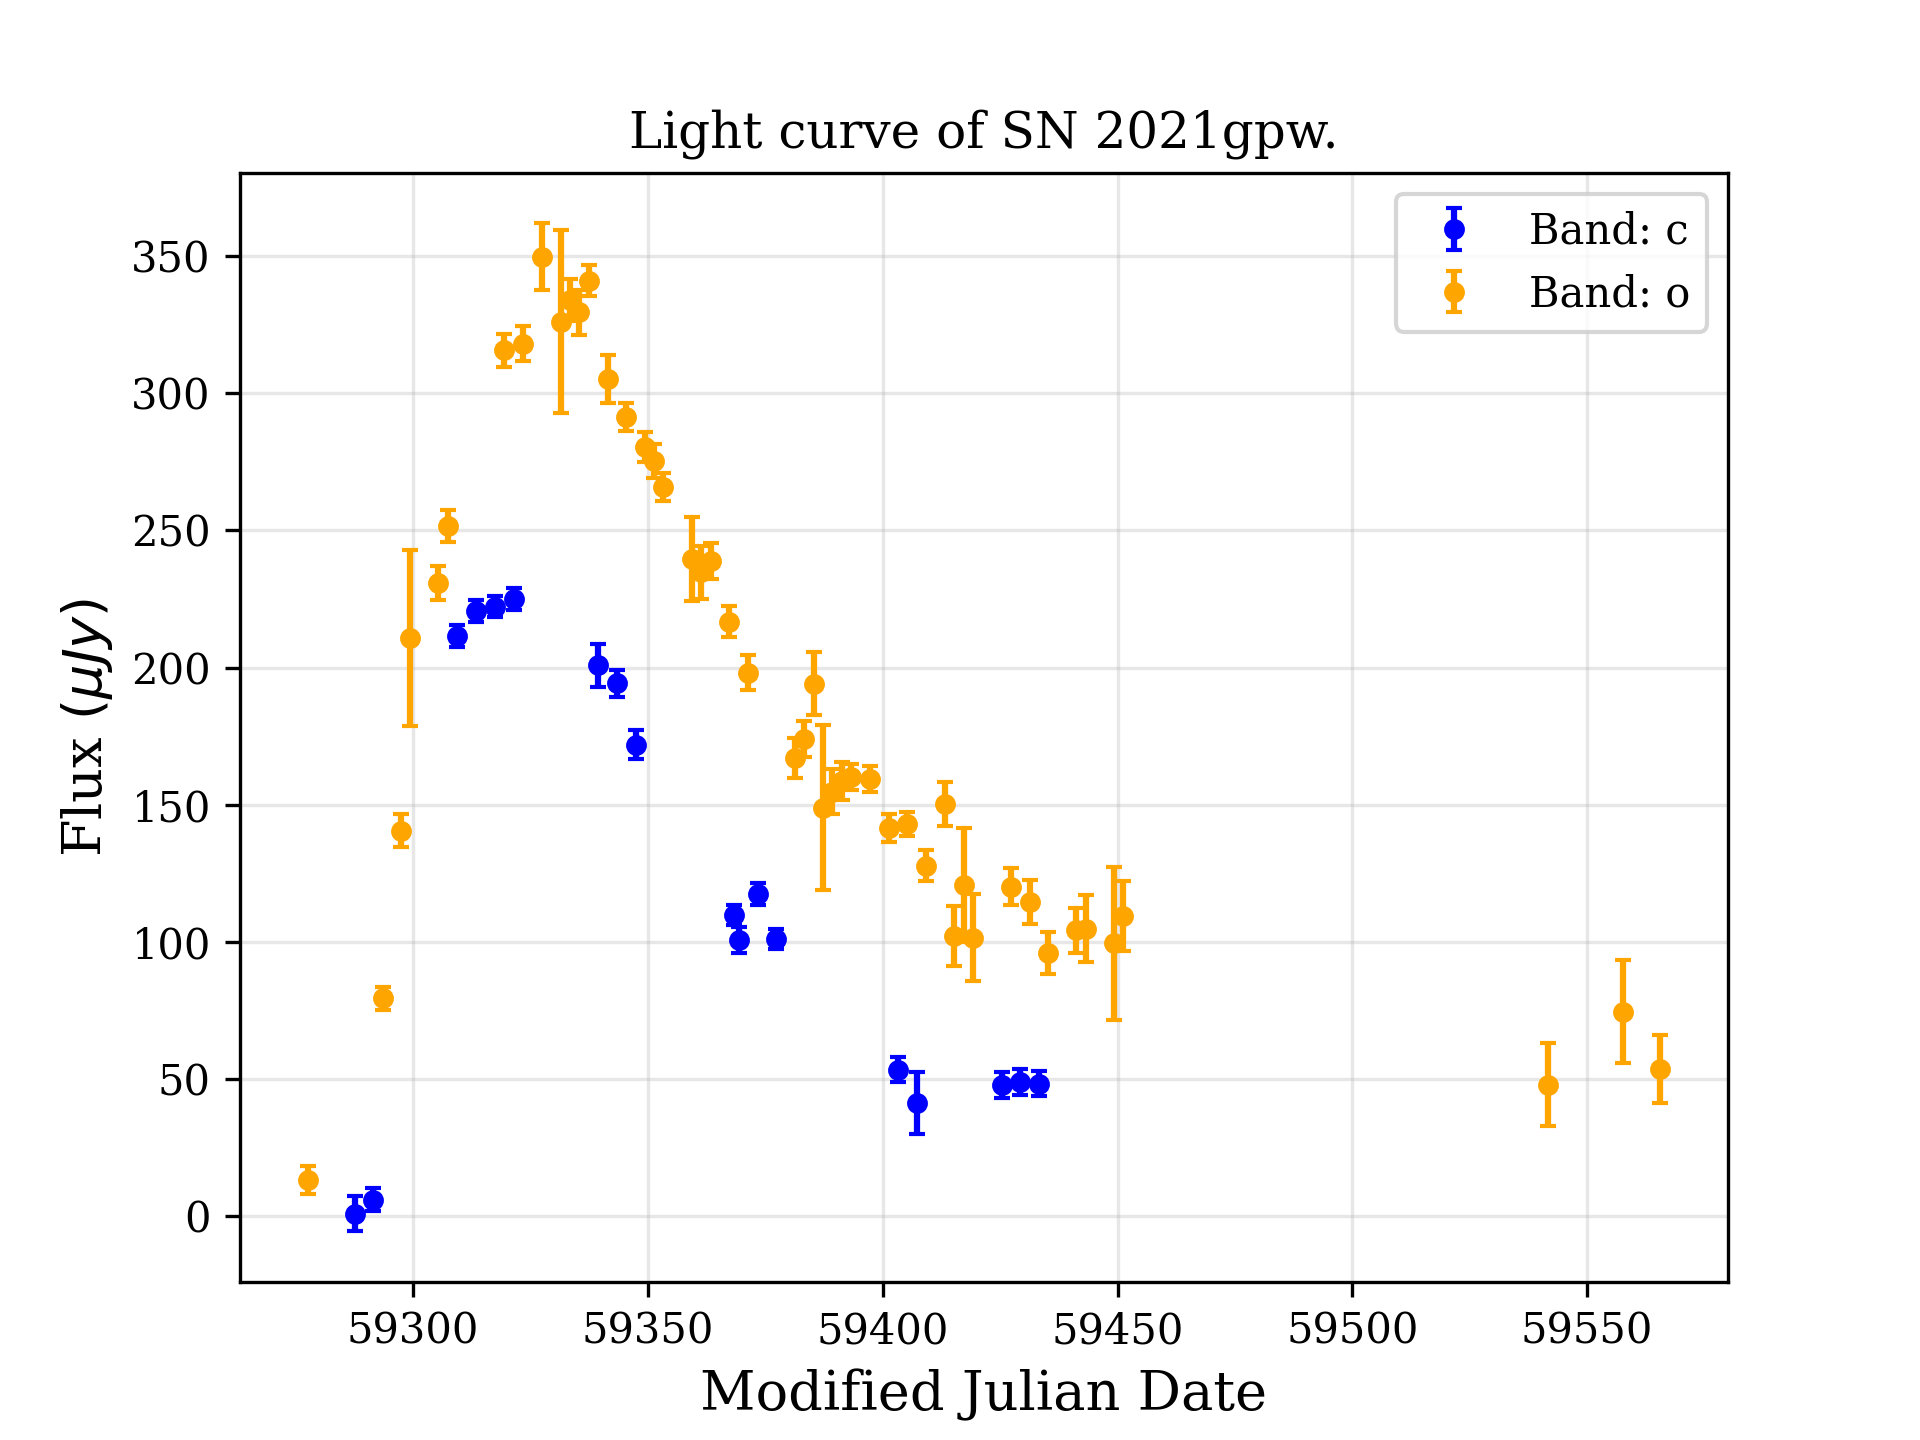 Light curve of SN 2021gpw.
Band: c
Band: o
350
300
250
200
150
100
50
0
Flux (μJy)
59300 59350 59400 59450 59500 59550
Modified Julian Date